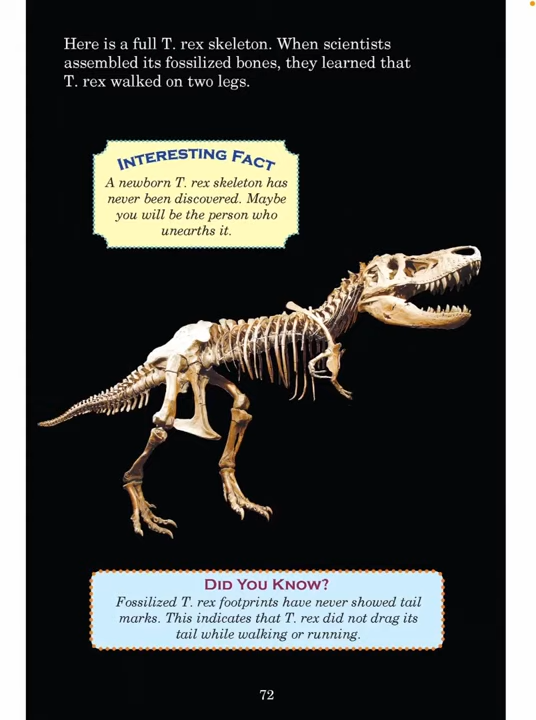 Here is a full T. rex skeleton. When scientists
assembled its fossilized bones, they learned that
T. rex walked on two legs.
INTERESTING FACT
A newborn T. rex skeleton has
never been discovered. Maybe
you will be the person who
unearths it.
DID YOU KNOW?
Fossilized T. rex footprints have never showed tail
marks. This indicates that T. rex did not drag its
tail while walking or running.
72